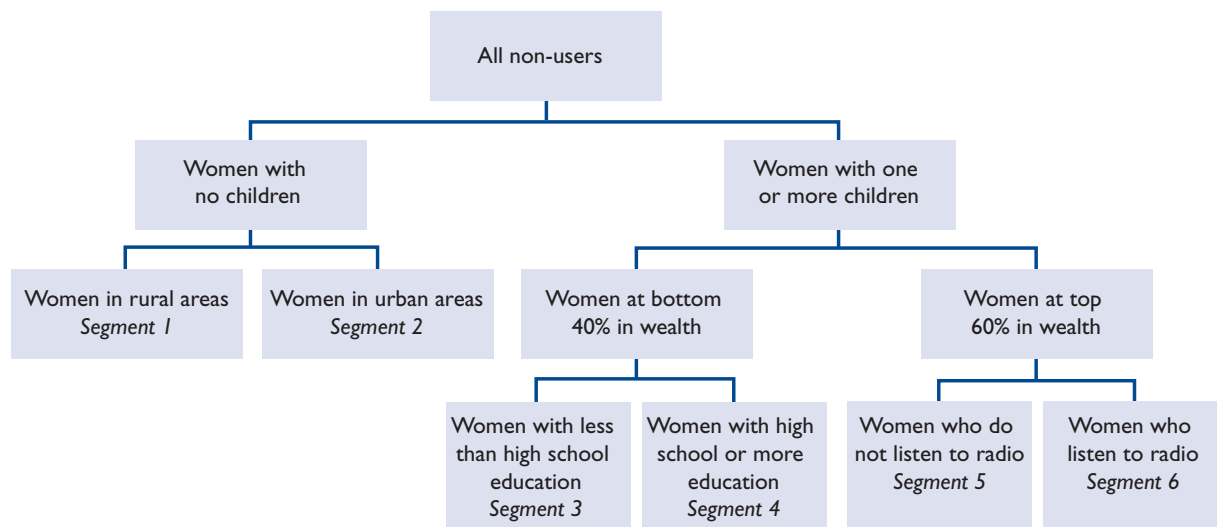 All non-users
Women with
no children
Women with one
or more children
Women in rural areas
Segment 1
Women in urban areas
Segment 2
Women at bottom
40% in wealth
Women at top
60% in wealth
Women with less
than high school
education
Segment 3
Women with high
school or more
education
Segment 4
Women who do
not listen to radio
Segment 5
Women who
listen to radio
Segment 6